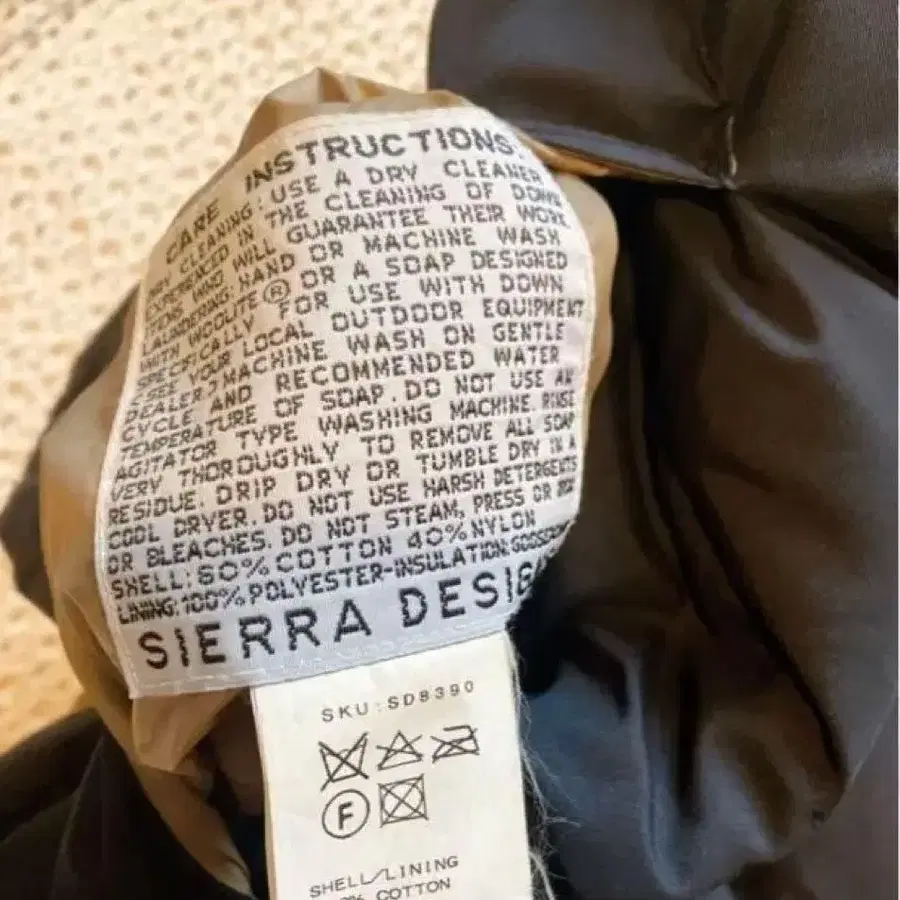 CARE INSTRUCTIONS:
DRY CLEANING: USE A DRY CLEANER
EXPERIENCED IN THE CLEANING OF DOWN
ITEMS WHO WILL GUARANTEE THEIR WORK
LAUNDERING: HAND OR MACHINE WASH
WITH WOOLITE® OR A SOAP DESIGNED
SPECIFICALLY FOR USE WITH DOWN
(SEE YOUR LOCAL OUTDOOR EQUIPMENT
DEALER.) MACHINE WASH ON GENTLE
CYCLE AND RECOMMENDED WATER
TEMPERATURE OF SOAP. DO NOT USE AN
AGITATOR TYPE WASHING MACHINE. RINSE
VERY THOROUGHLY TO REMOVE ALL SOAP
RESIDUE. DRIP DRY OR TUMBLE DRY IN A
COOL DRYER. DO NOT USE HARSH DETERGENTS
OR BLEACHES. DO NOT STEAM, PRESS OR
SHELL: 60% COTTON 40% NYLON
LINING: 100% POLYESTER-INSULATION:
SIERRA DESIG
SKU: SD8390
F
SHELL/LINING
% COTTON